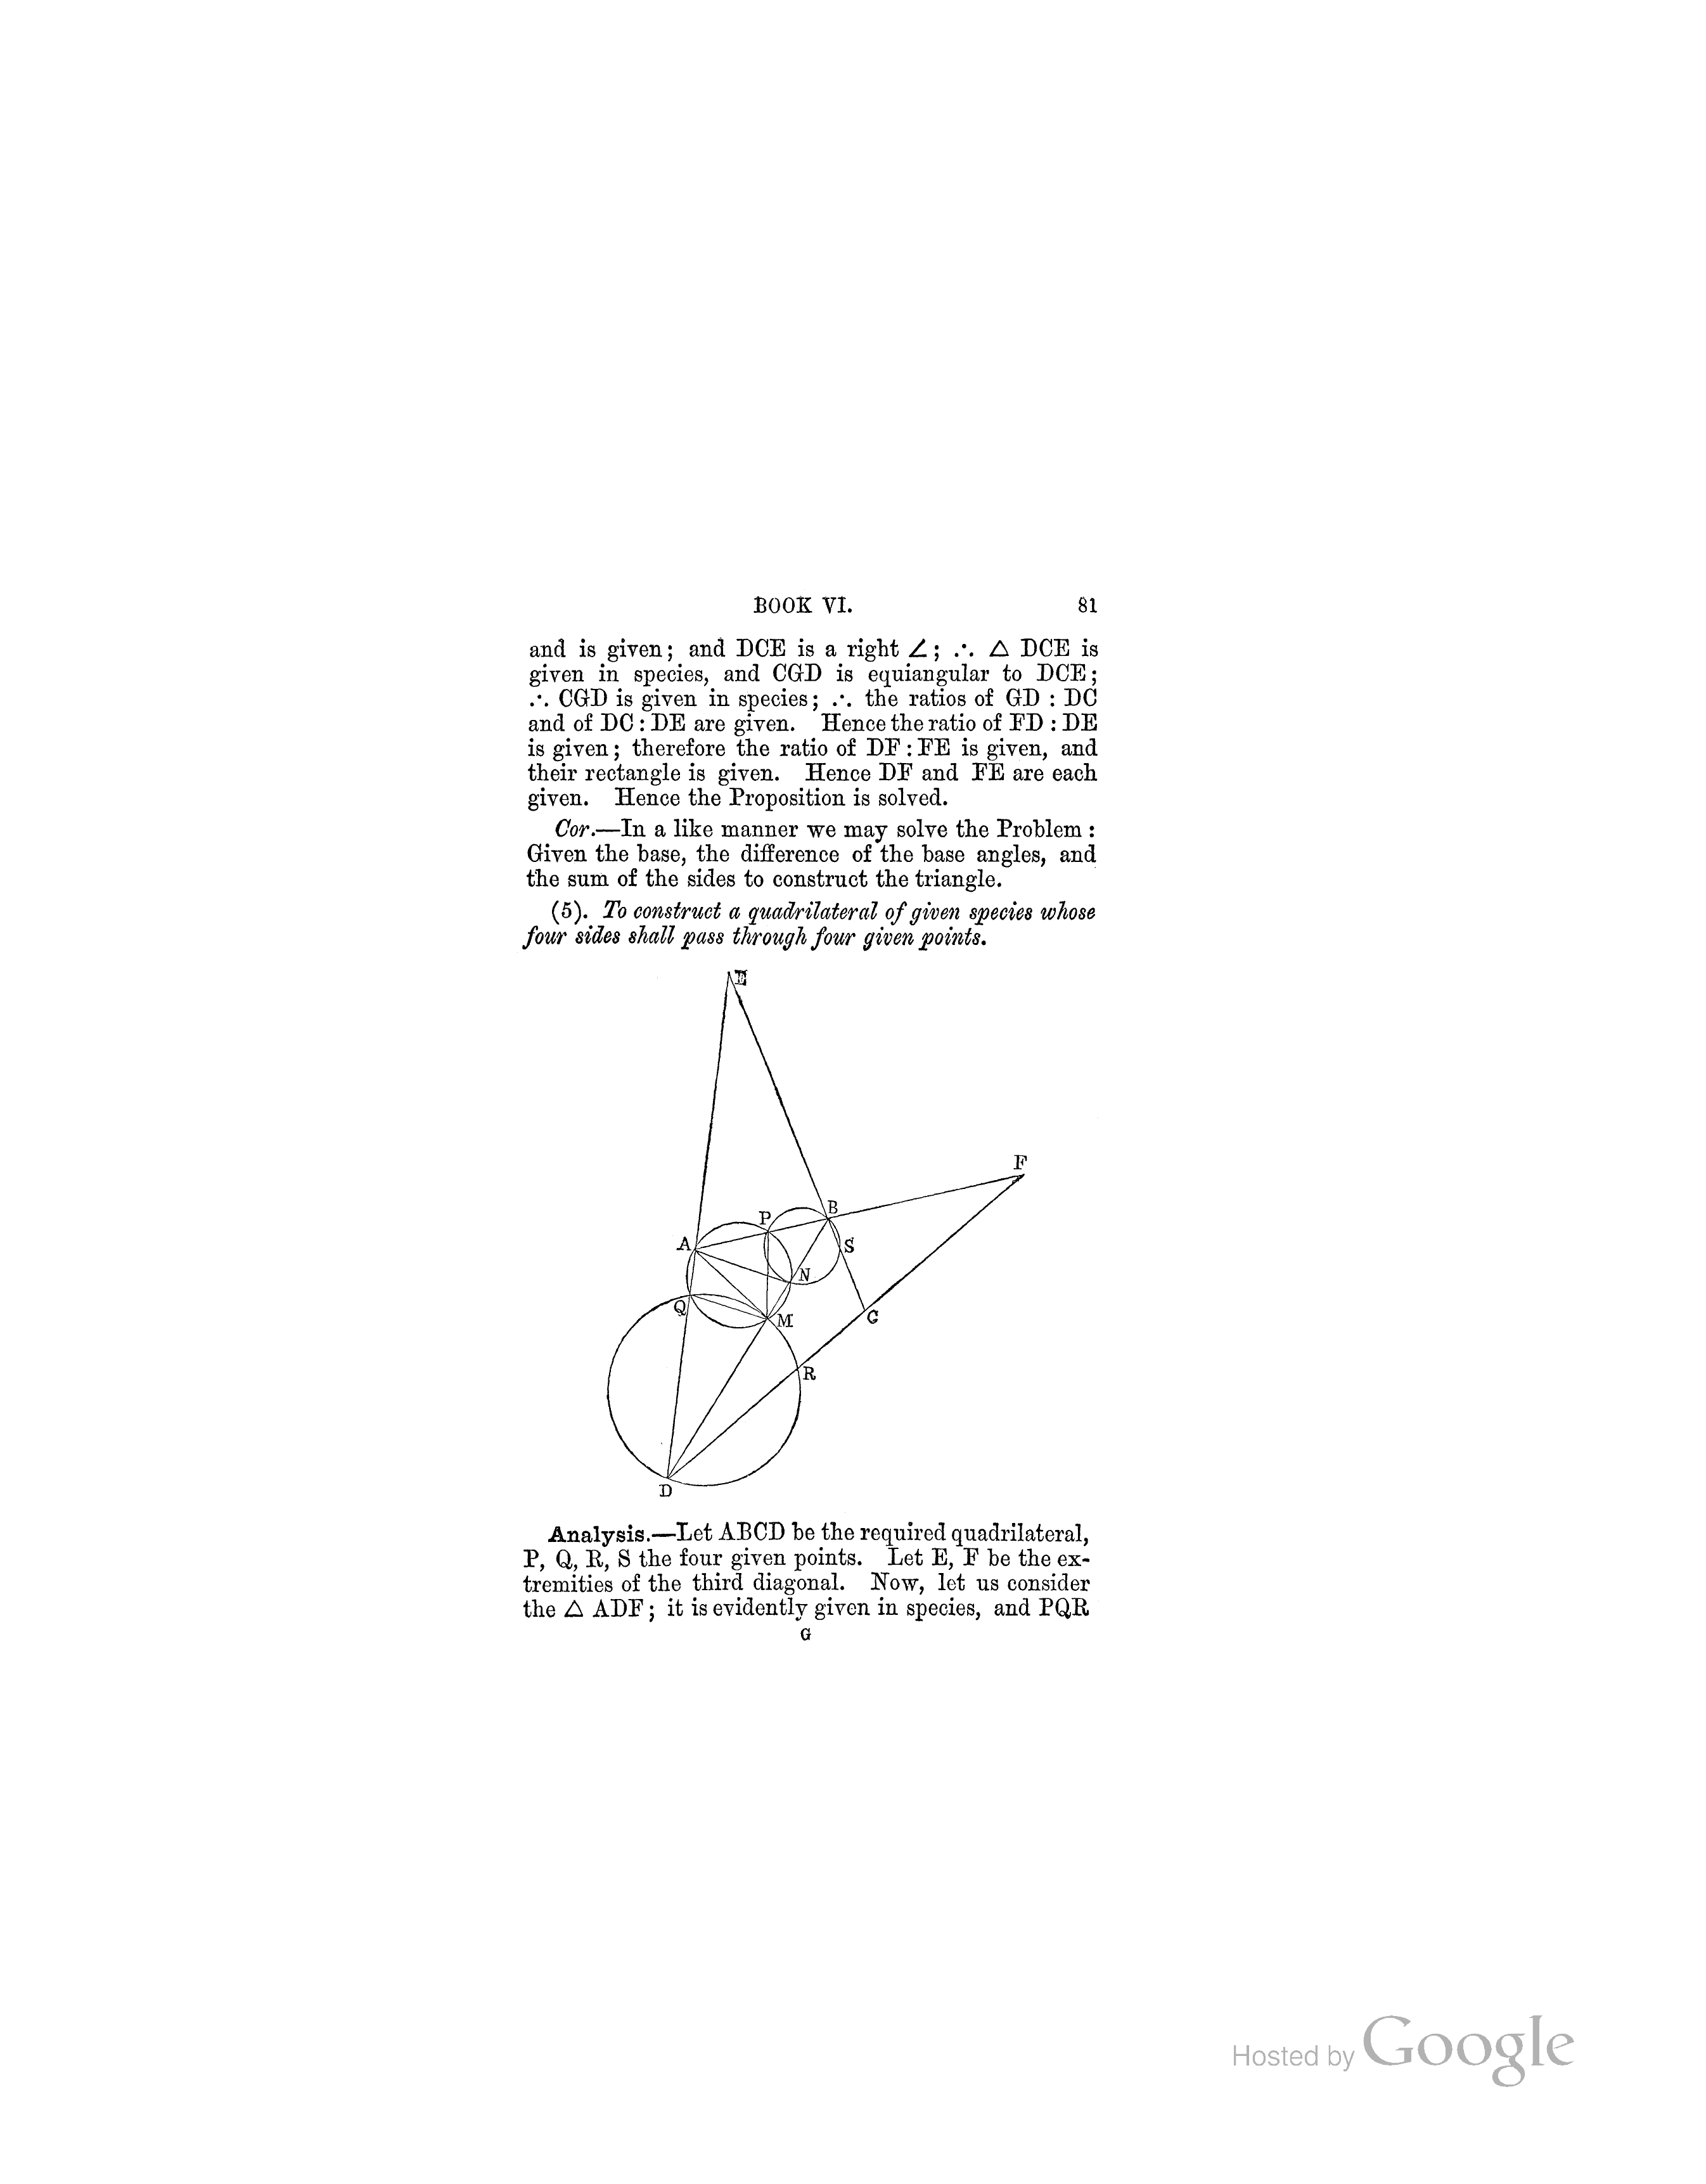 BOOK VI. 81
and is given; and DCE is a right ∠; ∴ △ DCE is
given in species, and CGD is equiangular to DCE;
∴ CGD is given in species; ∴ the ratios of GD : DC
and of DC : DE are given. Hence the ratio of FD : DE
is given; therefore the ratio of DF : FE is given, and
their rectangle is given. Hence DF and FE are each
given. Hence the Proposition is solved.
Cor.—In a like manner we may solve the Problem :
Given the base, the difference of the base angles, and
the sum of the sides to construct the triangle.
(5). To construct a quadrilateral of given species whose
four sides shall pass through four given points.
E
F
B
P
A
S
N
Q
M
C
R
D
Analysis.—Let ABCD be the required quadrilateral,
P, Q, R, S the four given points. Let E, F be the ex-
tremities of the third diagonal. Now, let us consider
the △ ADF; it is evidently given in species, and PQR
G
Hosted by Google